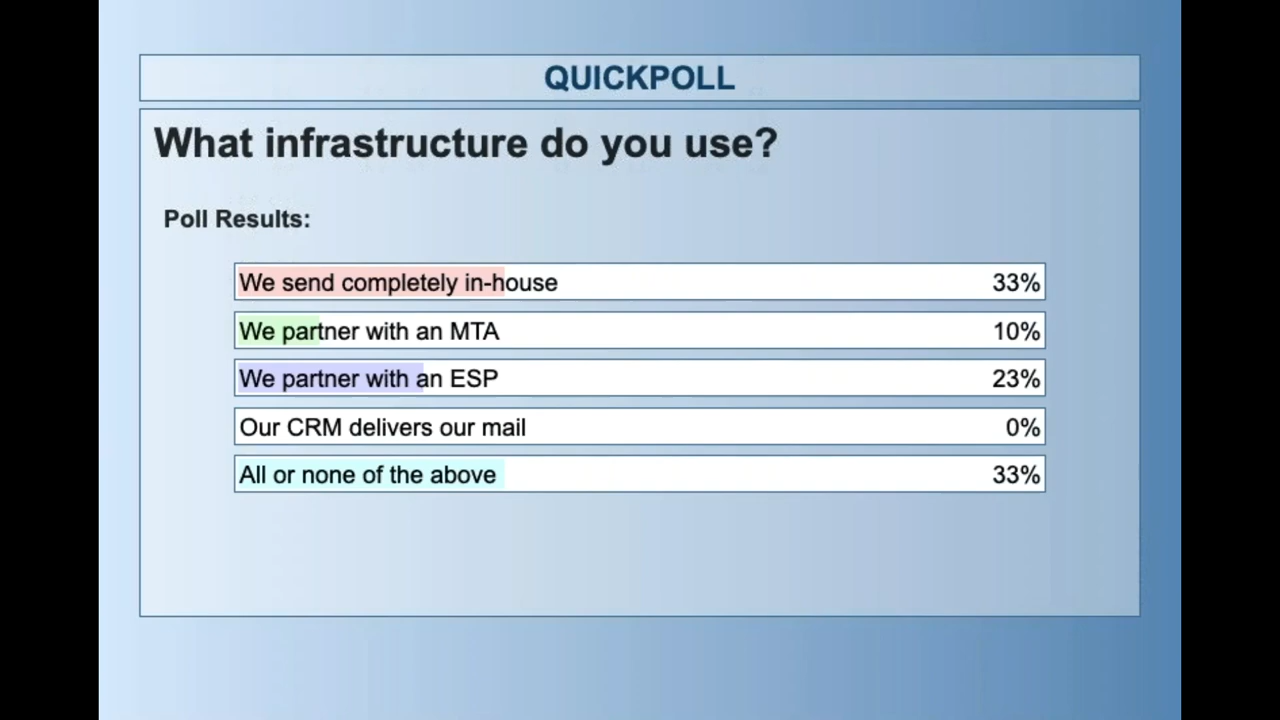 QUICKPOLL
What infrastructure do you use?
Poll Results:
We send completely in-house 33%
We partner with an MTA 10%
We partner with an ESP 23%
Our CRM delivers our mail 0%
All or none of the above 33%